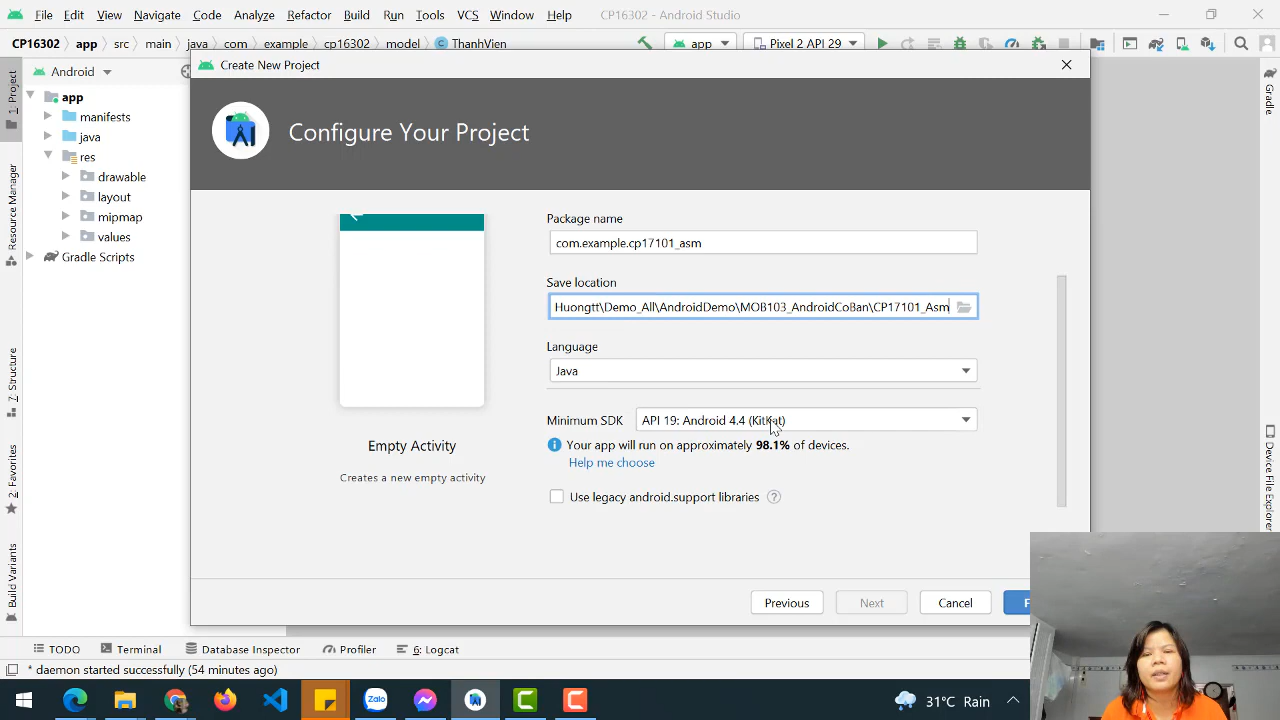 File Edit View Navigate Code Analyze Refactor Build Run Tools VCS Window Help CP16302 - Android Studio
CP16302 app src main java com example cp16302 model ThanhVien app Pixel 2 API 29
Android
Create New Project
Configure Your Project
app
manifests
java
res
drawable
layout
mipmap
values
Gradle Scripts
1: Project
Resource Manager
7: Structure
2: Favorites
Build Variants
Gradle
Device File Explorer
Package name
com.example.cp17101_asm
Save location
Huongtt\Demo_All\AndroidDemo\MOB103_AndroidCoBan\CP17101_Asm
Language
Java
Minimum SDK API 19: Android 4.4 (KitKat)
Your app will run on approximately 98.1% of devices.
Help me choose
Use legacy android.support libraries ?
Empty Activity
Creates a new empty activity
Previous Next Cancel F
TODO Terminal Database Inspector Profiler 6: Logcat
* daemon started successfully (54 minutes ago)
Zalo
31°C Rain